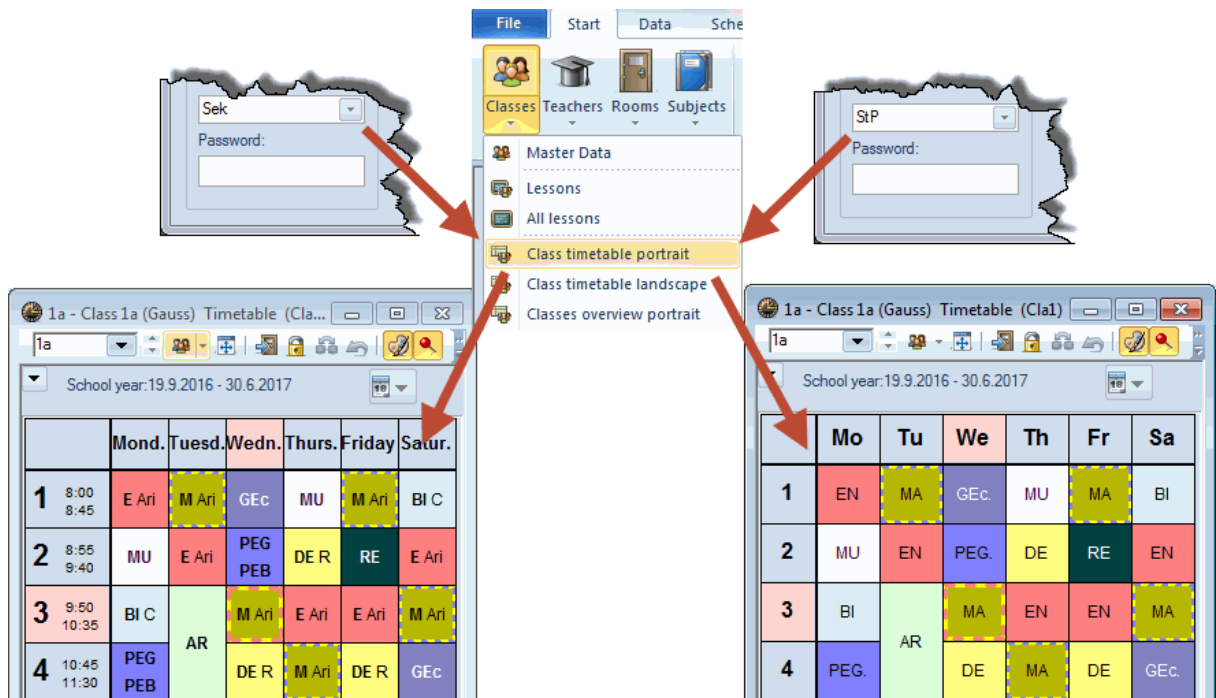 File Start Data Sche
Classes Teachers Rooms Subjects
Sek
Password:
StP
Password:
Master Data
Lessons
All lessons
Class timetable portrait
Class timetable landscape
Classes overview portrait
1a - Class 1a (Gauss) Timetable (Cla...
1a
School year:19.9.2016 - 30.6.2017
18
Mond. Tuesd. Wedn. Thurs. Friday Satur.
1 8:00 8:45 E Ari M Ari GEc MU M Ari BI C
2 8:55 9:40 MU E Ari PEG PEB DE R RE E Ari
3 9:50 10:35 BI C AR M Ari E Ari E Ari M Ari
4 10:45 11:30 PEG PEB DE R M Ari DE R GEc
1a - Class 1a (Gauss) Timetable (Cla1)
1a
School year:19.9.2016 - 30.6.2017
18
Mo Tu We Th Fr Sa
1 EN MA GEc. MU MA BI
2 MU EN PEG. DE RE EN
3 BI AR MA EN EN MA
4 PEG. DE MA DE GEc.